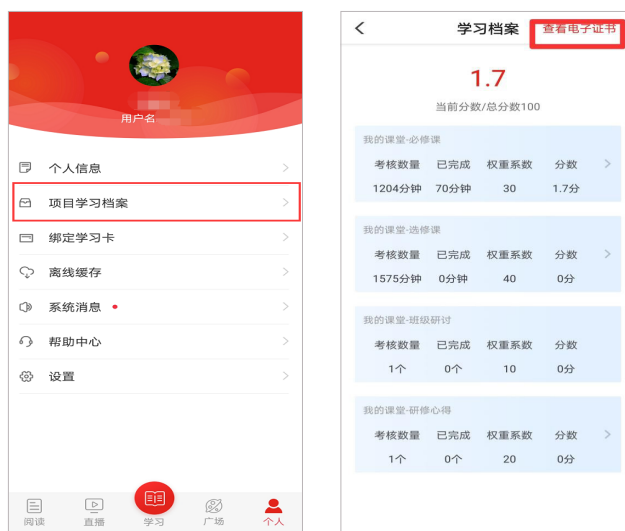 用户名
个人信息
项目学习档案
绑定学习卡
离线缓存
系统消息
帮助中心
设置
阅读
直播
学习
广场
个人
学习档案
查看电子证书
1.7
当前分数/总分数100
我的课堂-必修课
考核数量 已完成 权重系数 分数
1204分钟 70分钟 30 1.7分
我的课堂-选修课
考核数量 已完成 权重系数 分数
1575分钟 0分钟 40 0分
我的课堂-班级研讨
考核数量 已完成 权重系数 分数
1个 0个 10 0分
我的课堂-研修心得
考核数量 已完成 权重系数 分数
1个 0个 20 0分